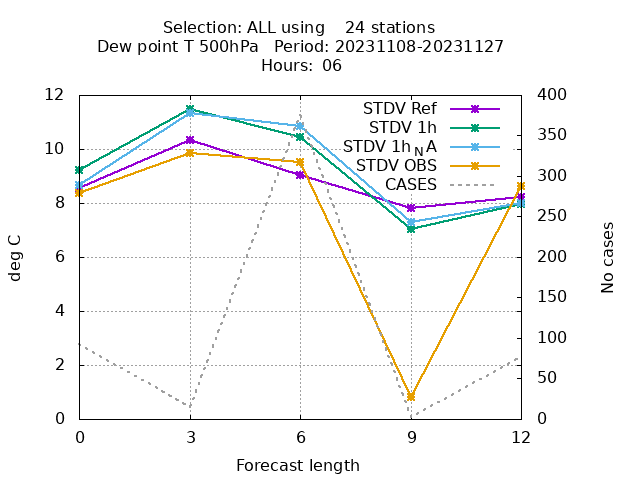 Selection: ALL using    24 stations
Dew point T 500hPa   Period: 20231108-20231127
Hours: 06
STDV Ref
STDV 1h
STDV 1h_NA
STDV OBS
CASES
deg C
No cases
12
10
8
6
4
2
0
400
350
300
250
200
150
100
50
0
0 3 6 9 12
Forecast length